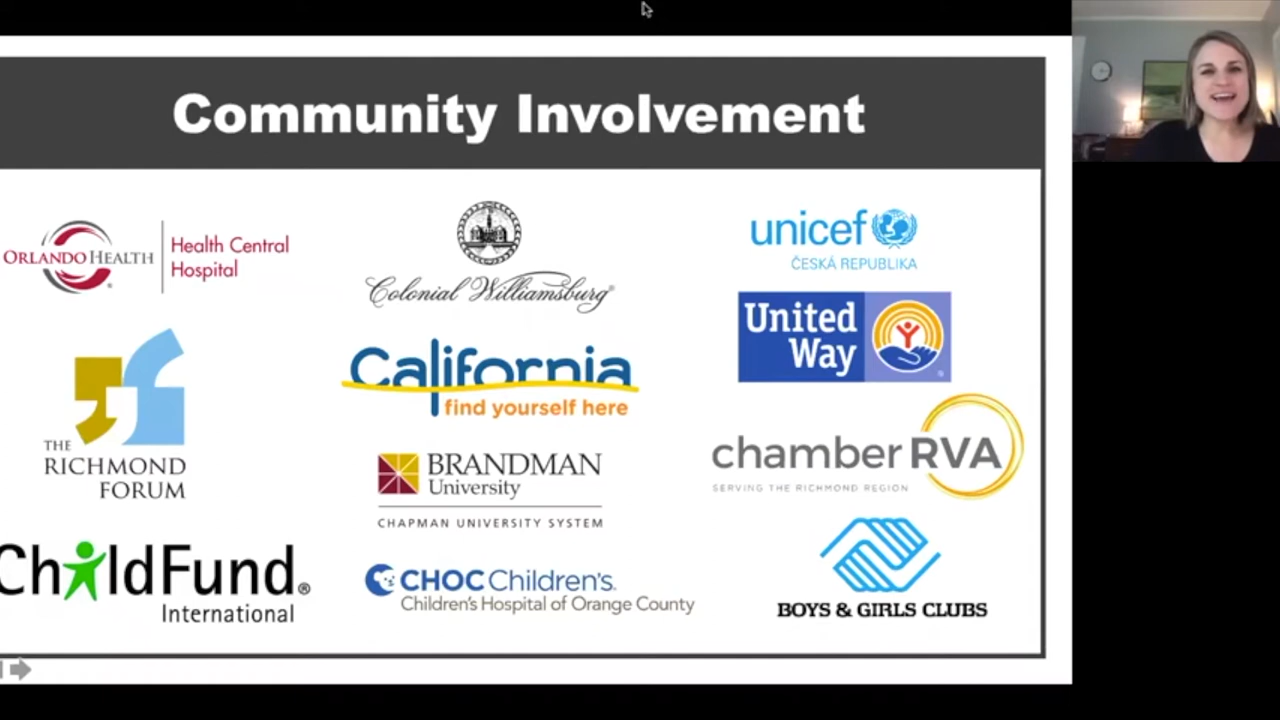 Community Involvement
ORLANDO HEALTH
®
Health Central
Hospital
Colonial Williamsburg®
unicef
ČESKÁ REPUBLIKA
United
Way
®
THE
RICHMOND
FORUM
California
find yourself here
chamberRVA
SERVING THE RICHMOND REGION
BRANDMAN
University
CHAPMAN UNIVERSITY SYSTEM
ChildFund®
International
CHOC Children's.
Children's Hospital of Orange County
BOYS & GIRLS CLUBS